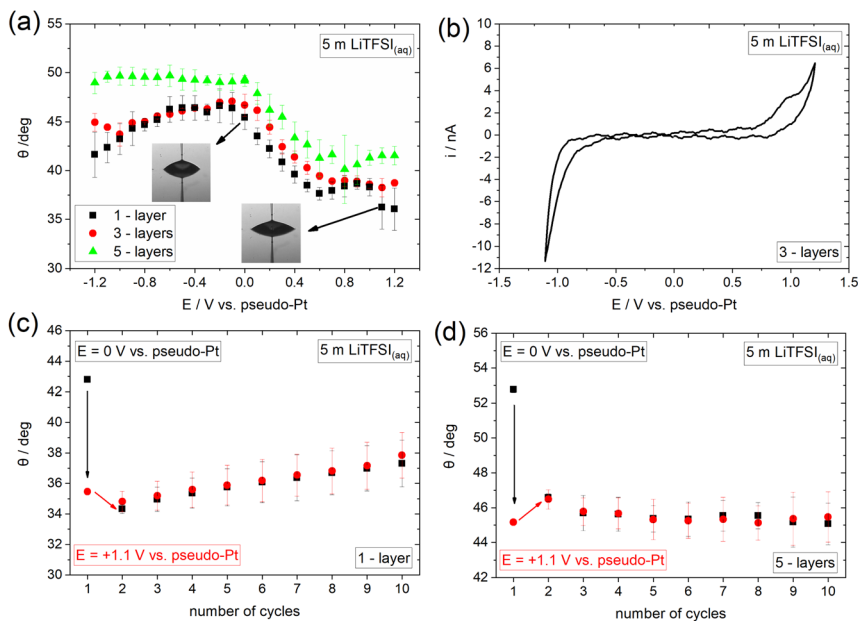 (a)
5 m LiTFSI(aq)
55
50
45
40
35
30
θ /deg
1 - layer
3 - layers
5 - layers
-1.2 -0.8 -0.4 0.0 0.4 0.8 1.2
E / V vs. pseudo-Pt
(b)
5 m LiTFSI(aq)
10
8
6
4
2
0
-2
-4
-6
-8
-10
-12
i / nA
3 - layers
-1.5 -1.0 -0.5 0.0 0.5 1.0 1.5
E / V vs. pseudo-Pt
(c)
E = 0 V vs. pseudo-Pt
5 m LiTFSI(aq)
46
44
42
40
38
36
34
32
30
θ / deg
E = +1.1 V vs. pseudo-Pt
1 - layer
1 2 3 4 5 6 7 8 9 10
number of cycles
(d)
E = 0 V vs. pseudo-Pt
5 m LiTFSI(aq)
56
54
52
50
48
46
44
42
θ / deg
E = +1.1 V vs. pseudo-Pt
5 - layers
1 2 3 4 5 6 7 8 9 10
number of cycles